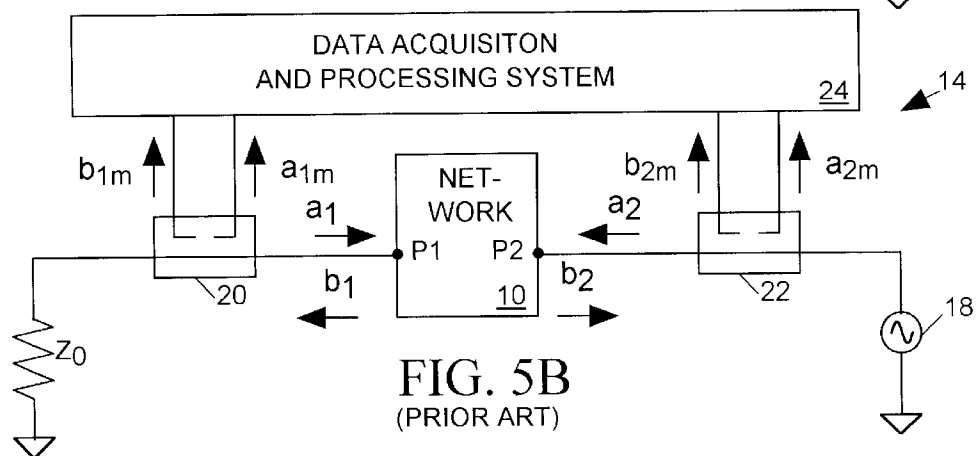 DATA ACQUISITON
AND PROCESSING SYSTEM
24
14
b1m
a1m
b2m
a2m
NET-
WORK
a1
a2
P1
P2
b1
b2
10
20
22
18
Z0
FIG. 5B
(PRIOR ART)